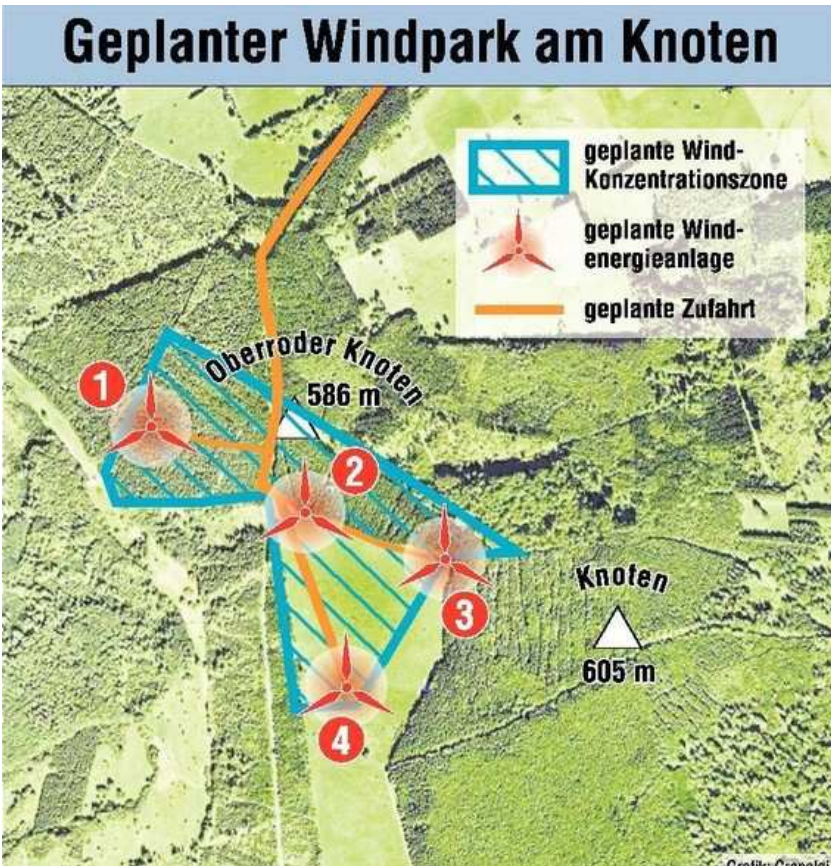 Geplanter Windpark am Knoten
geplante Wind-
Konzentrationszone
geplante Wind-
energieanlage
geplante Zufahrt
Oberroder Knoten
586 m
1
2
3
4
Knoten
605 m
Grafik: